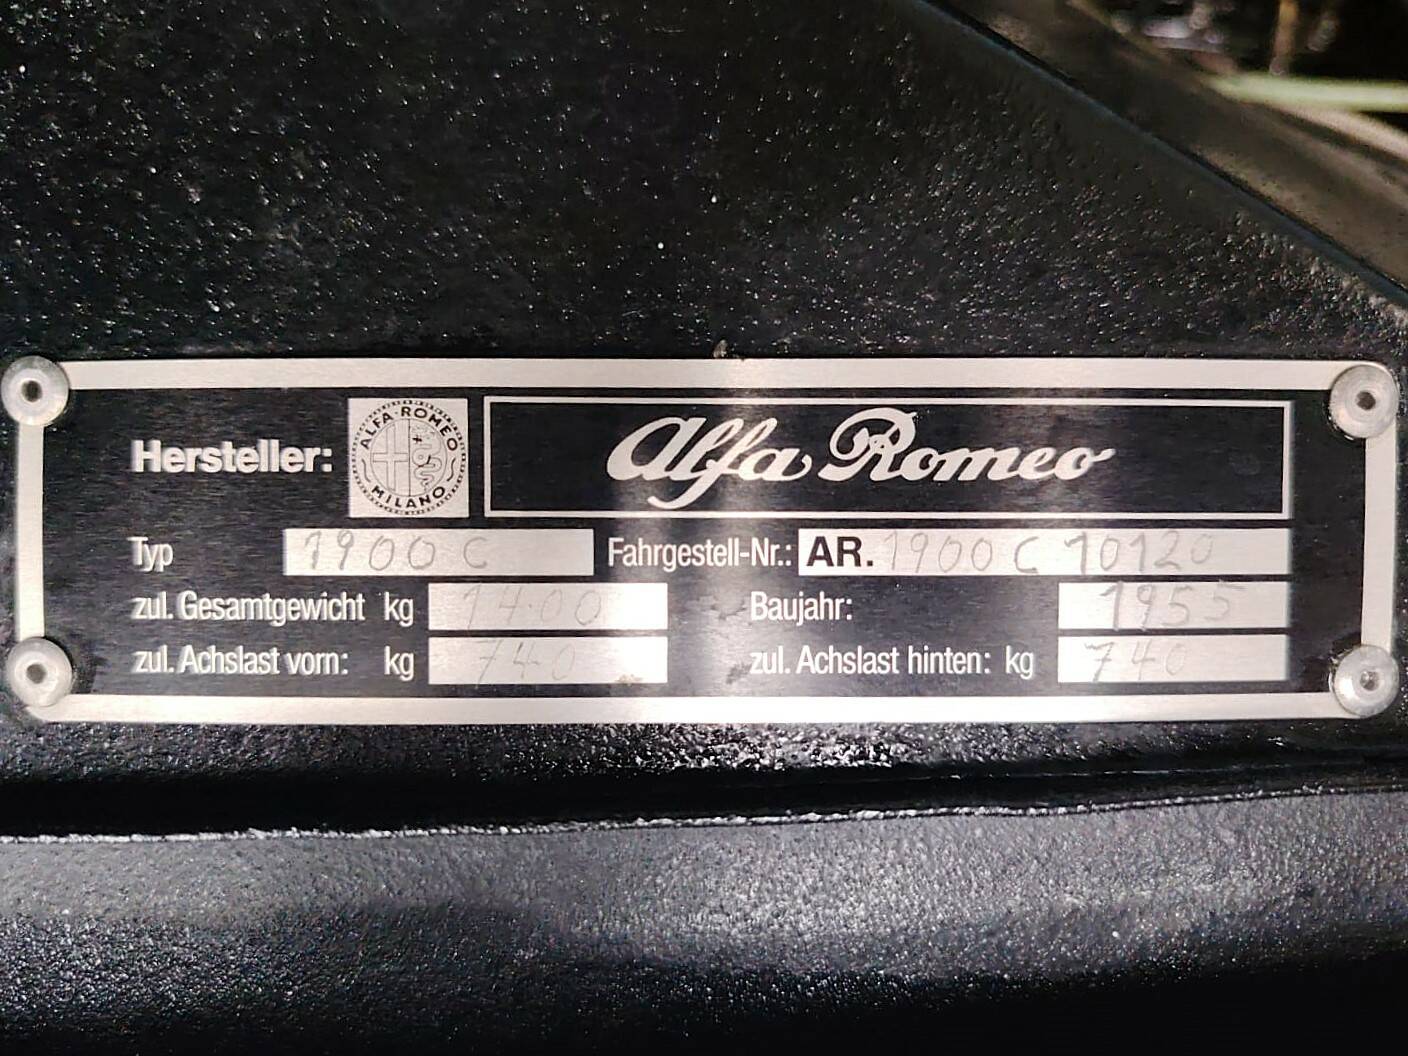 Hersteller: ALFA-ROMEO MILANO Alfa Romeo
Typ 1900 C Fahrgestell-Nr.: AR. 1900 C 10120
zul. Gesamtgewicht kg 1400 Baujahr: 1955
zul. Achslast vorn: kg 740 zul. Achslast hinten: kg 740